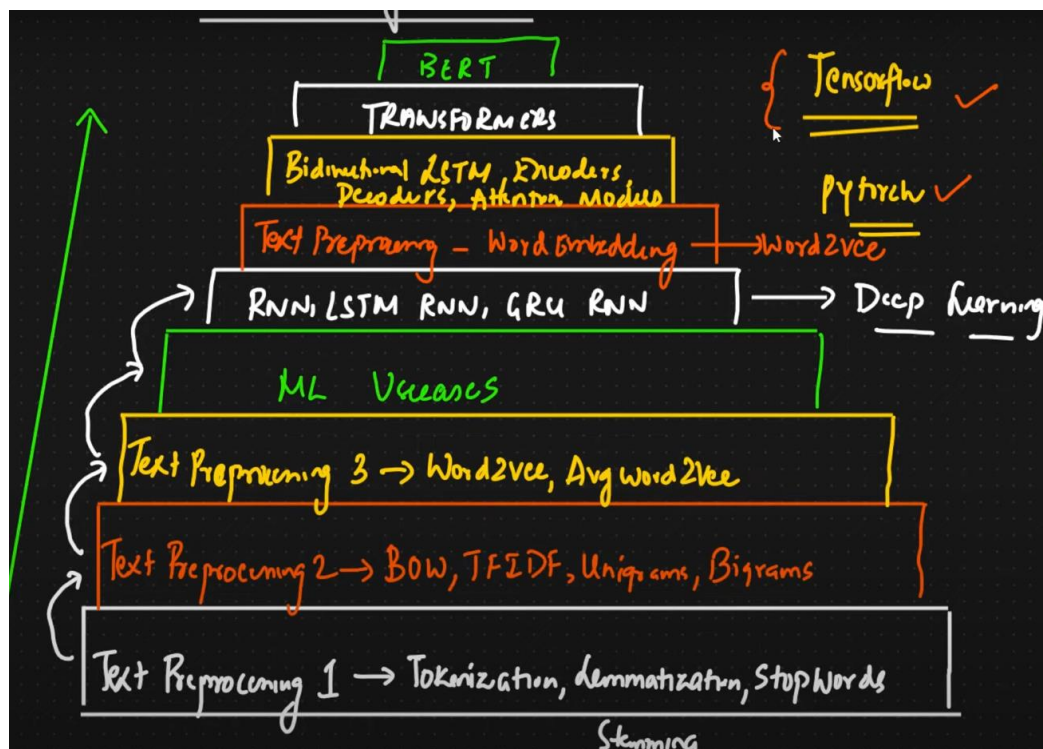 BERT
TRANSFORMERS
Bidirectional LSTM, Encoders,
Decoders, Attention Models
Text Preprocessing - Word Embedding → Word2vec
RNN, LSTM RNN, GRU RNN → Deep Learning
ML Usecases
Text Preprocessing 3 → Word2vec, Avg word2vec
Text Preprocessing 2 → BOW, TFIDF, Unigrams, Bigrams
Text Preprocessing 1 → Tokenization, Lemmatization, StopWords
Stemming
Tensorflow
Pytorch